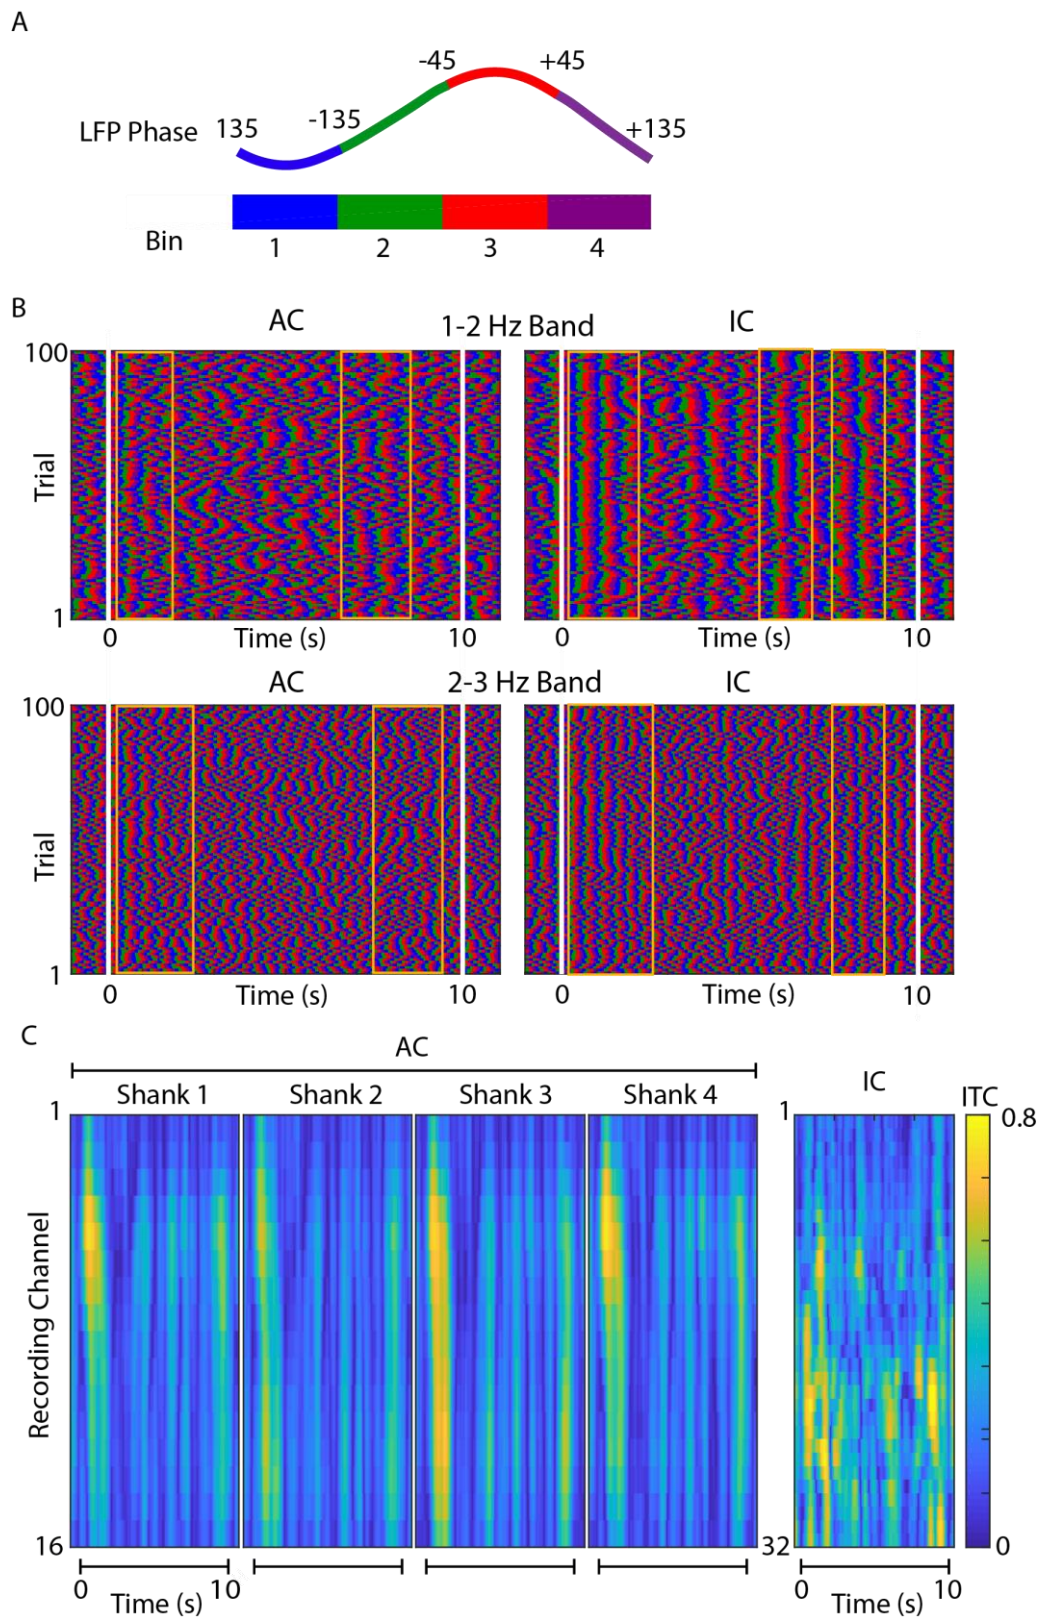 A
-45 +45
LFP Phase 135 -135 +135
Bin 1 2 3 4
B
AC 1-2 Hz Band IC
100
Trial
1
0 Time (s) 10 0 Time (s) 10
AC 2-3 Hz Band IC
100
Trial
1
0 Time (s) 10 0 Time (s) 10
C
AC
IC
Shank 1 Shank 2 Shank 3 Shank 4
ITC
1 1 0.8
Recording Channel
16 32 0
0 10 0 10
Time (s) Time (s)